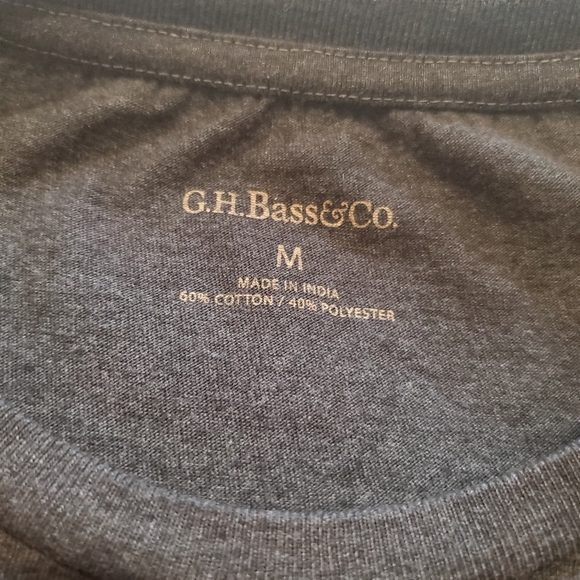 G.H.Bass&Co.
M
MADE IN INDIA
60% COTTON / 40% POLYESTER